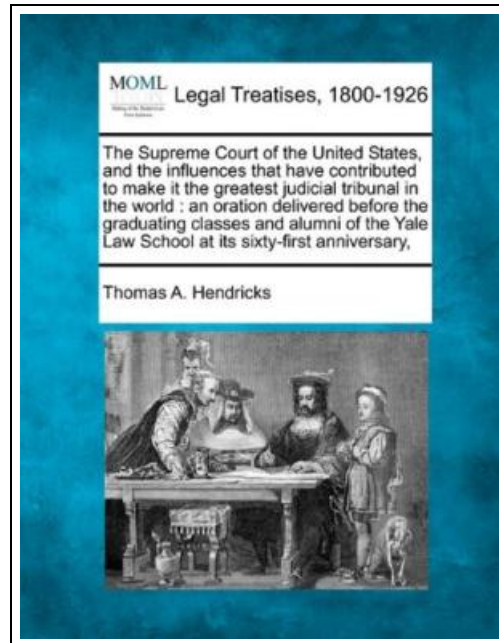 MOML
Legal Treatises, 1800-1926
The Supreme Court of the United States,
and the influences that have contributed
to make it the greatest judicial tribunal in
the world : an oration delivered before the
graduating classes and alumni of the Yale
Law School at its sixty-first anniversary,
Thomas A. Hendricks